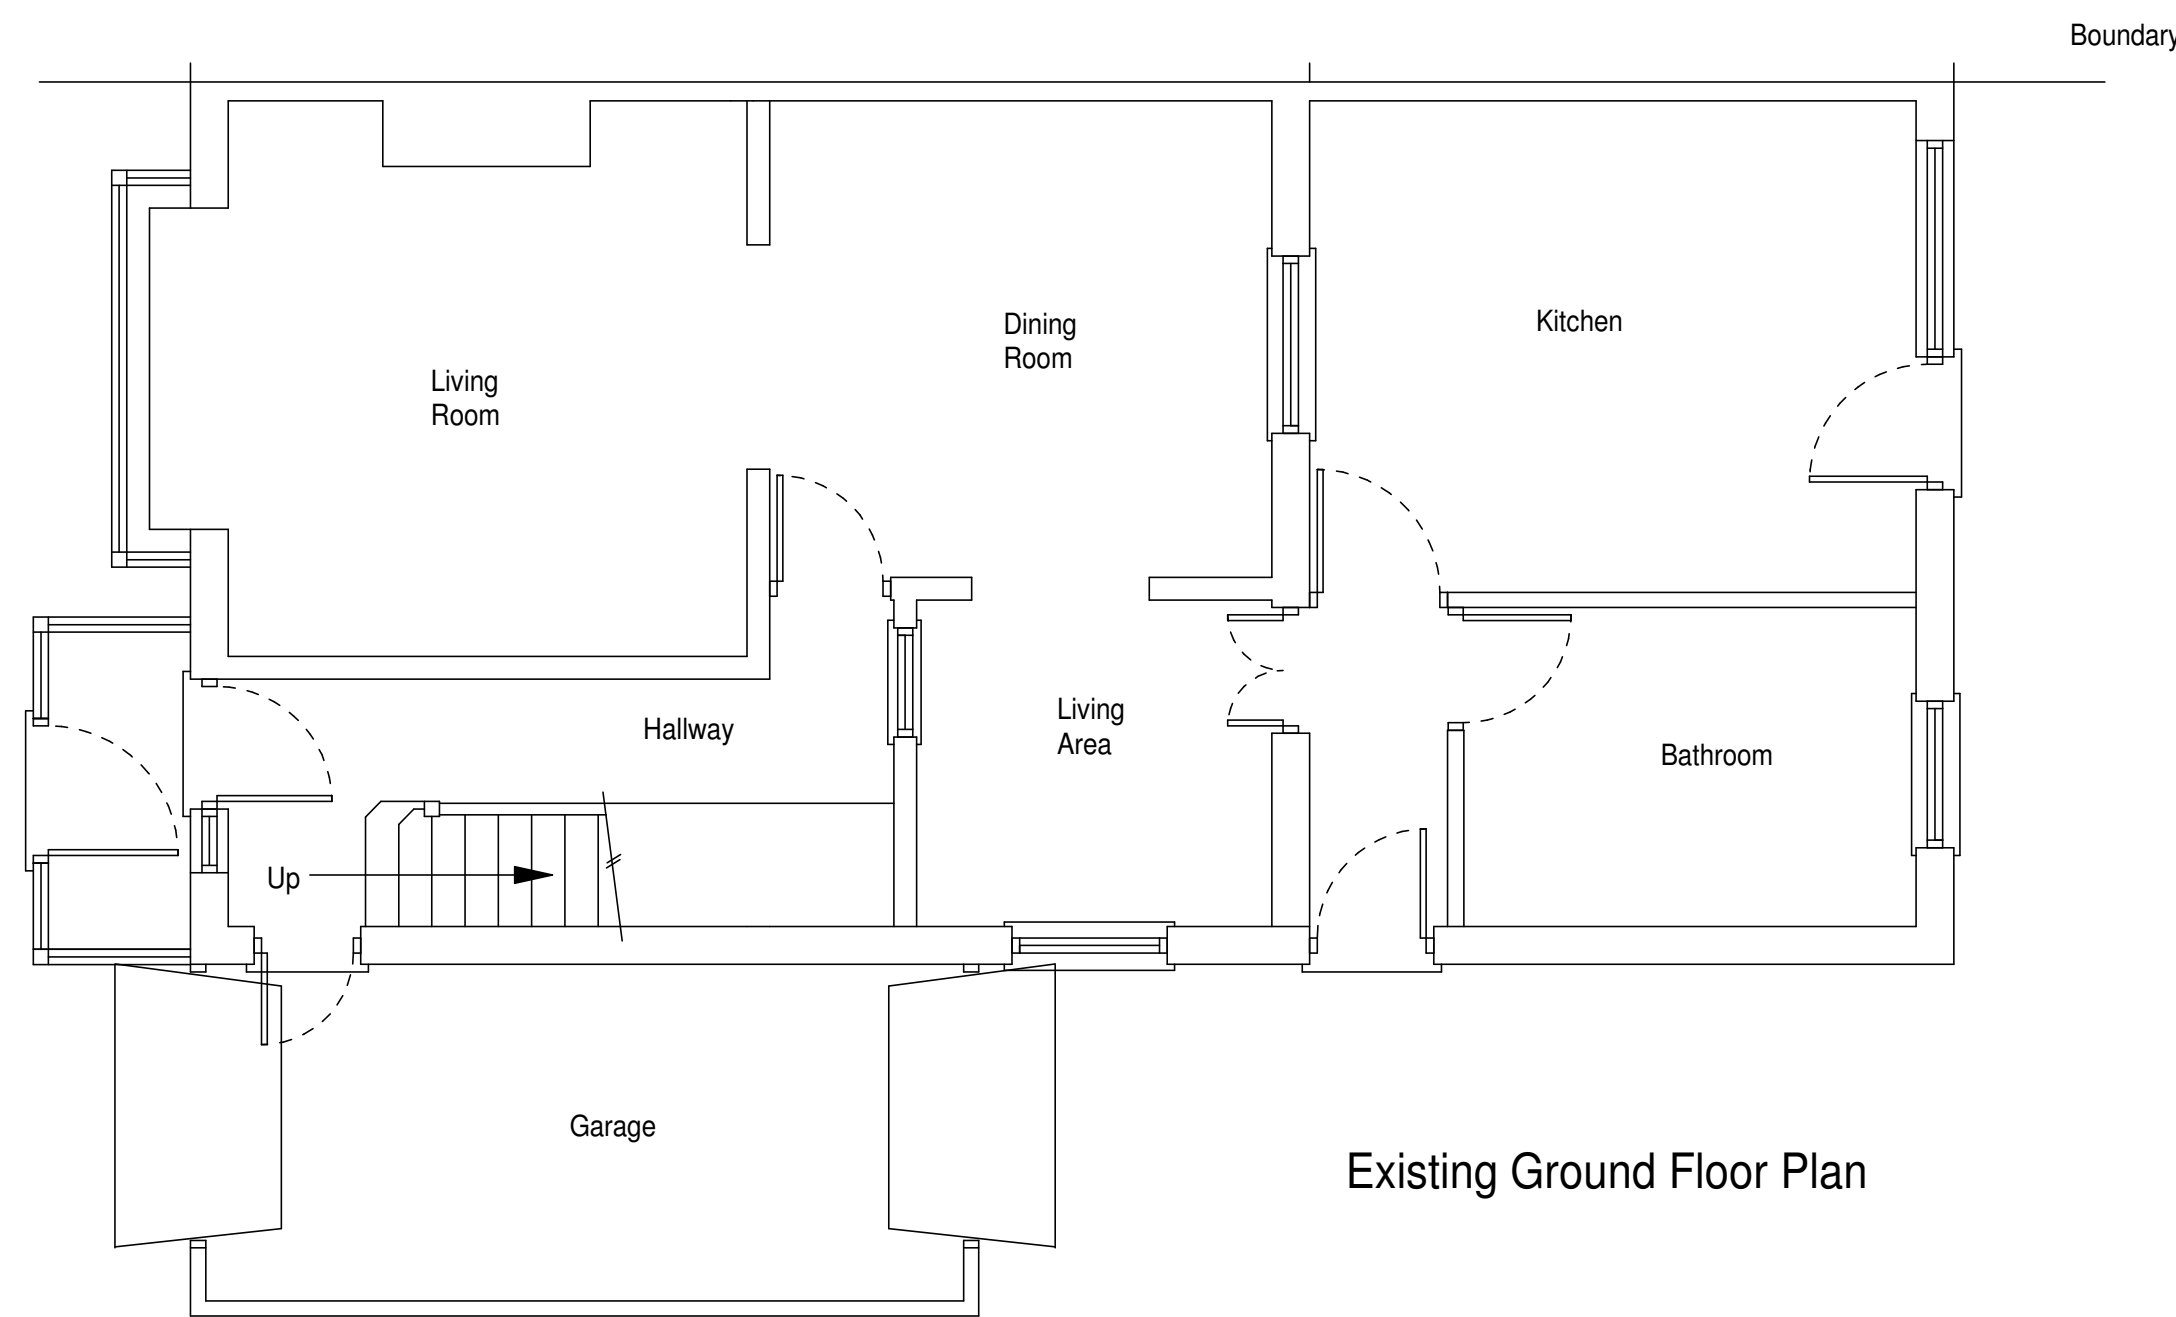 Boundary
Dining
Room
Kitchen
Living
Room
Living
Area
Hallway
Bathroom
Up
Garage
Existing Ground Floor Plan